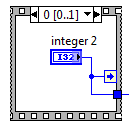 0 [0..1]
integer 2
I32